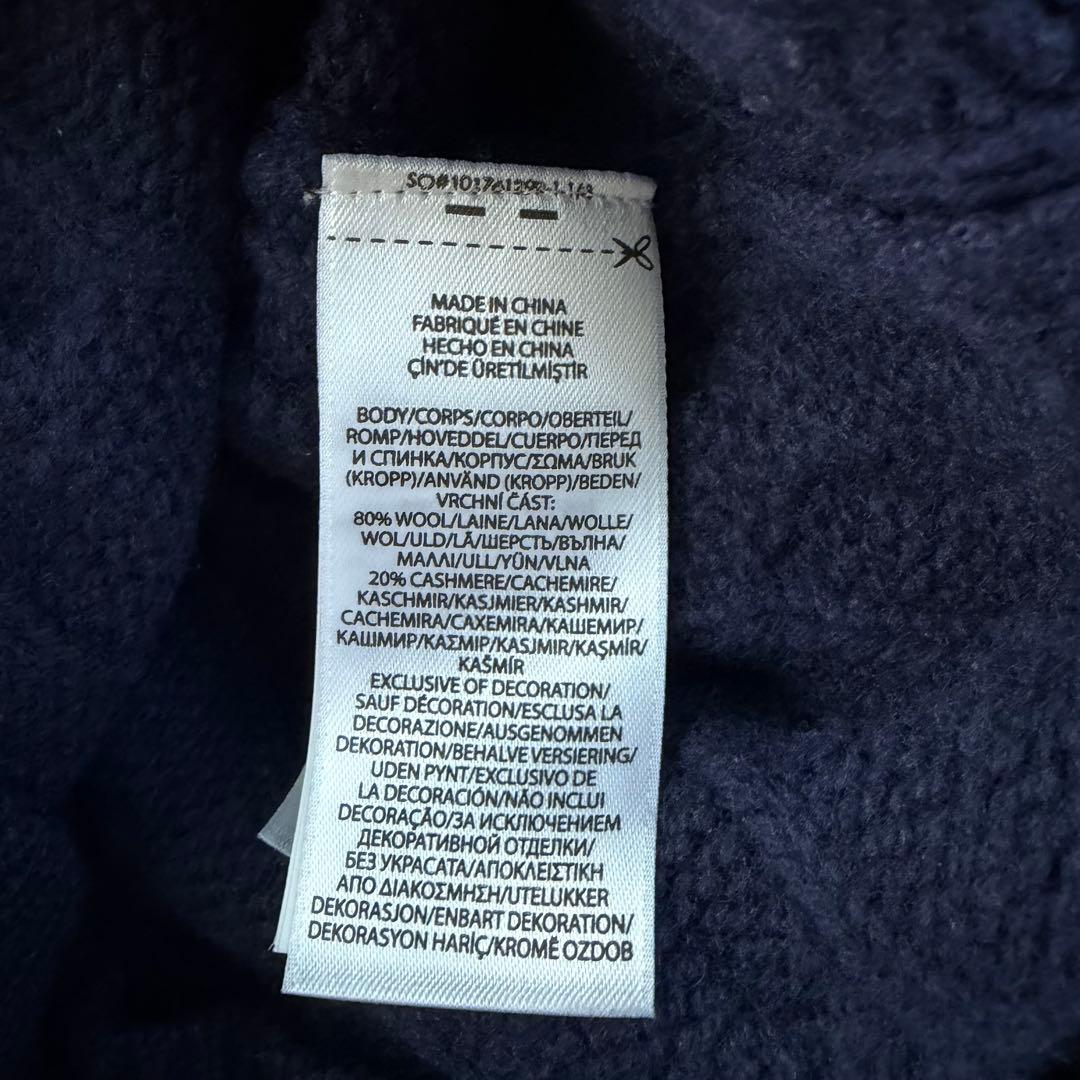 SO#101761292-1-163
MADE IN CHINA
FABRIQUÉ EN CHINE
HECHO EN CHINA
ÇİN'DE ÜRETİLMİŞTİR
BODY/CORPS/CORPO/OBERTEIL/
ROMP/HOVEDDEL/CUERPO/ПЕРЕД
И СПИНКА/КОРПУС/ΣΩΜΑ/BRUK
(KROPP)/ANVÄND (KROPP)/BEDEN/
VRCHNÍ ČÁST:
80% WOOL/LAINE/LANA/WOLLE/
WOL/ULD/LÃ/ШЕРСТЬ/ВЪЛНА/
ΜΑΛΛΙ/ULL/YÜN/VLNA
20% CASHMERE/CACHEMIRE/
KASCHMIR/KASJMIER/KASHMIR/
CACHEMIRA/CAXEMIRA/КАШЕМИР/
КАШМИР/ΚΑΣΜΙΡ/KASJMIR/KAŞMİR/
KAŠMÍR
EXCLUSIVE OF DECORATION/
SAUF DÉCORATION/ESCLUSA LA
DECORAZIONE/AUSGENOMMEN
DEKORATION/BEHALVE VERSIERING/
UDEN PYNT/EXCLUSIVO DE
LA DECORACIÓN/NÃO INCLUI
DECORAÇÃO/ЗА ИСКЛЮЧЕНИЕМ
ДЕКОРАТИВНОЙ ОТДЕЛКИ/
БЕЗ УКРАСАТА/ΑΠΟΚΛΕΙΣΤΙΚΗ
ΑΠΟ ΔΙΑΚΟΣΜΗΣΗ/UTELUKKER
DEKORASJON/ENBART DEKORATION/
DEKORASYON HARİÇ/KROMĚ OZDOB